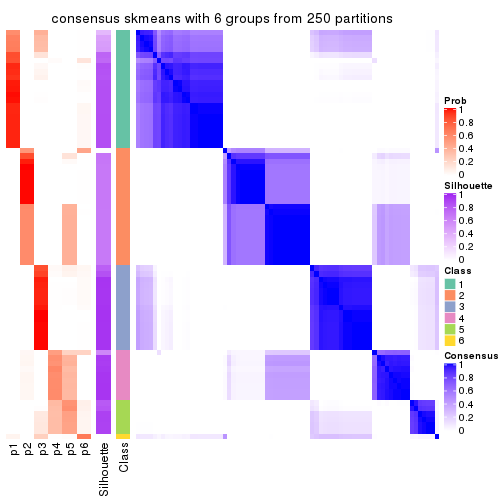 consensus skmeans with 6 groups from 250 partitions
Prob
1
0.8
0.6
0.4
0.2
0
Silhouette
1
0.8
0.6
0.4
0.2
0
Class
1
2
3
4
5
6
Consensus
1
0.8
0.6
0.4
0.2
0
p1
p2
p3
p4
p5
p6
Silhouette
Class